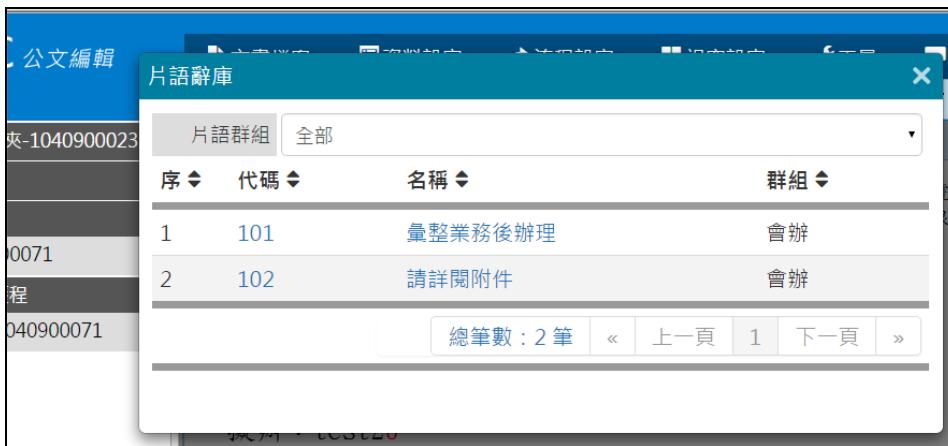 公文編輯
片語辭庫 ×
夾-1040900023
片語群組 全部
序 代碼 名稱 群組
1 101 彙整業務後辦理 會辦
00071
2 102 請詳閱附件 會辦
程
040900071
總筆數：2 筆 « 上一頁 1 下一頁 »